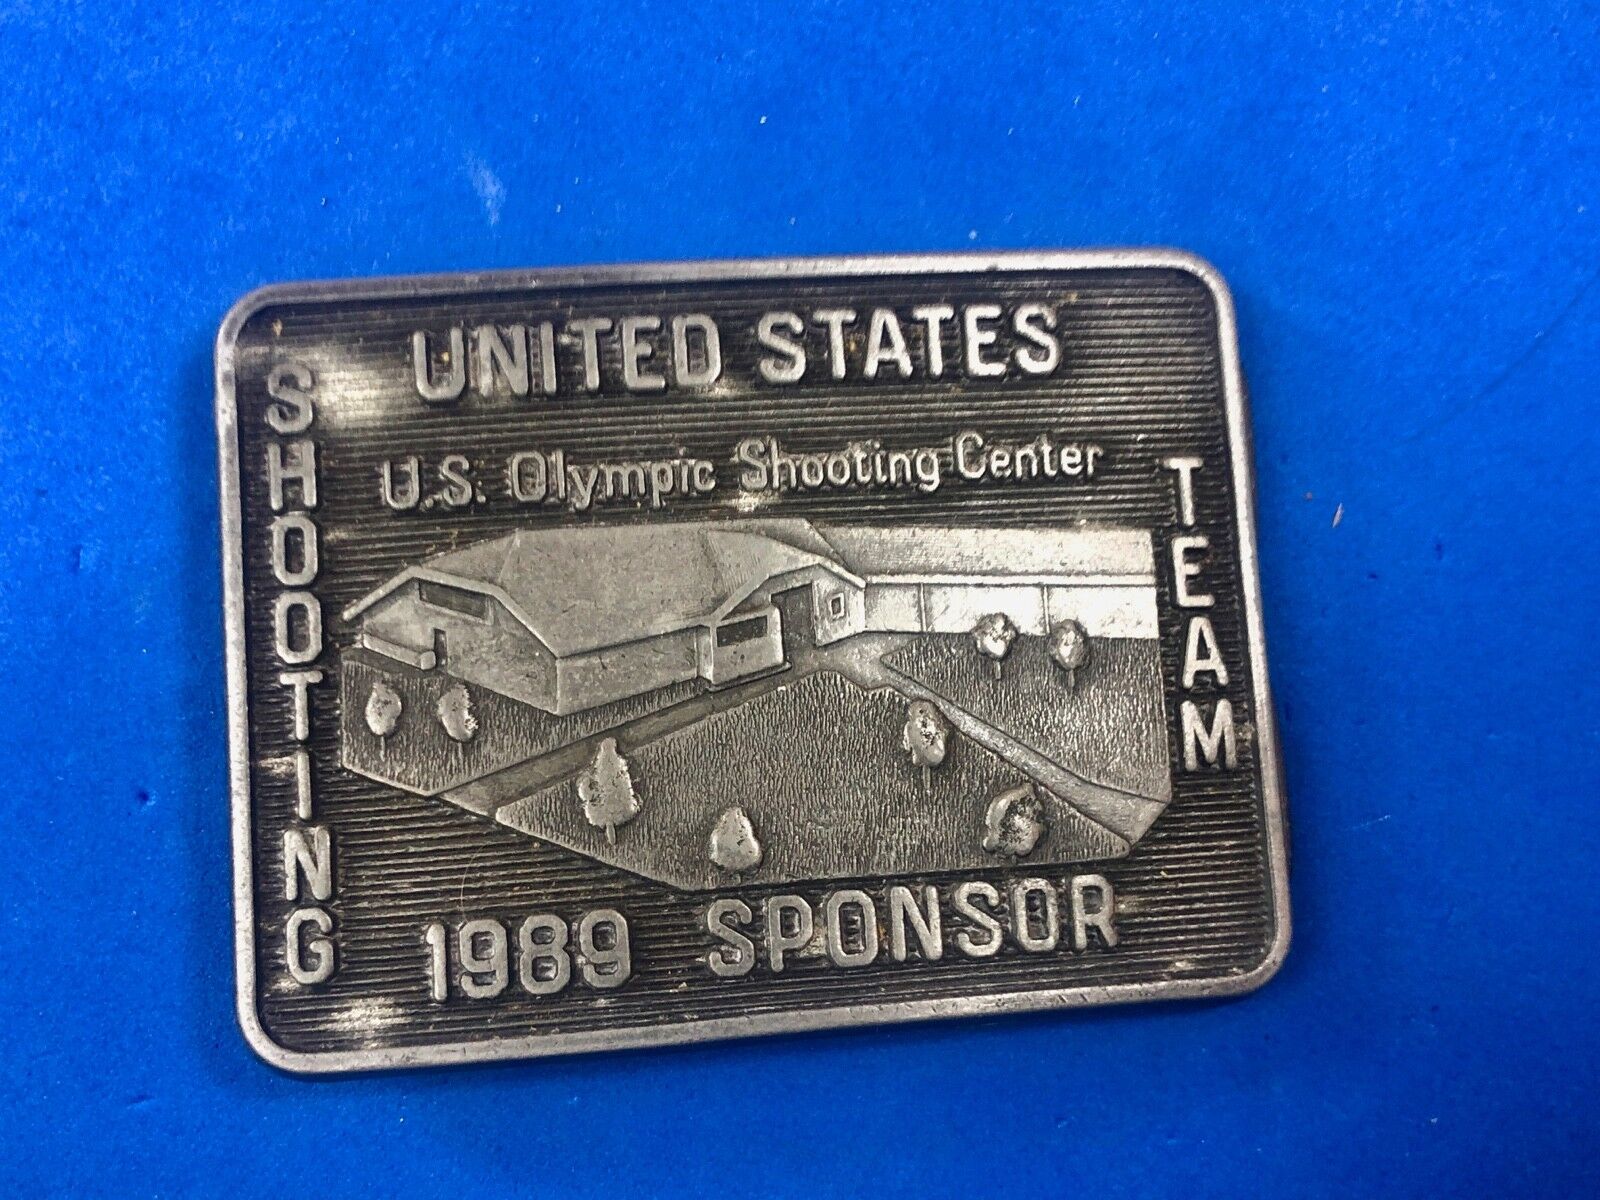 UNITED STATES
SHOOTING
TEAM
U.S. Olympic Shooting Center
1989 SPONSOR